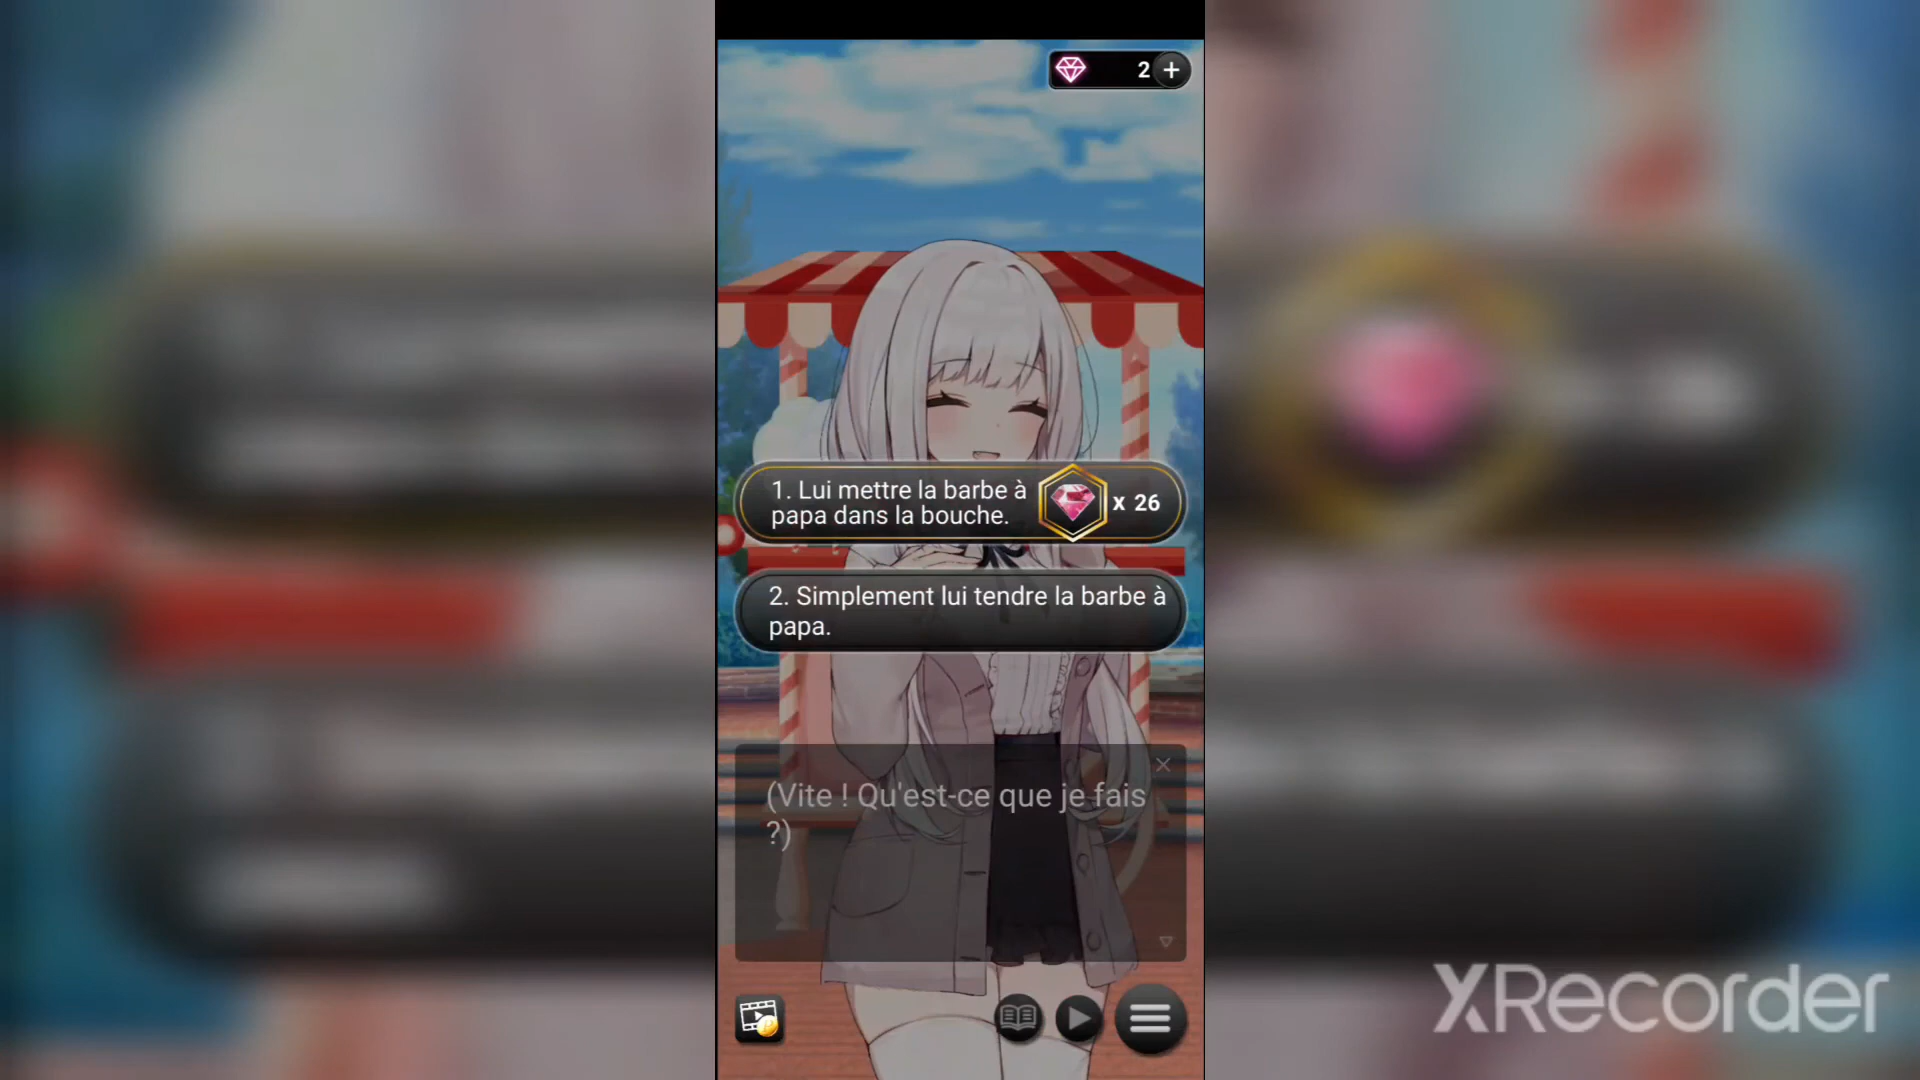 2
1. Lui mettre la barbe à
papa dans la bouche.
x 26
2. Simplement lui tendre la barbe à
papa.
(Vite ! Qu'est-ce que je fais
?)
XRecorder